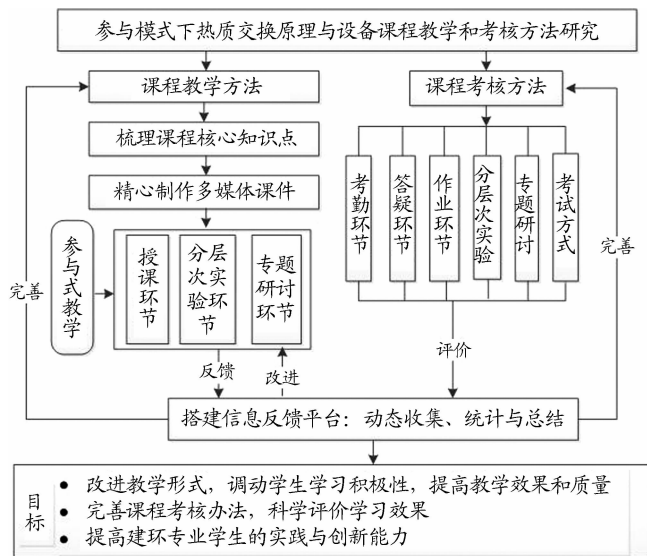 参与模式下热质交换原理与设备课程教学和考核方法研究
课程教学方法
课程考核方法
梳理课程核心知识点
精心制作多媒体课件
参与式教学
授课环节
分层次实验环节
专题研讨环节
考勤环节
答疑环节
作业环节
分层次实验
专题研讨
考试方式
完善
完善
反馈
改进
评价
搭建信息反馈平台：动态收集、统计与总结
目标
• 改进教学形式，调动学生学习积极性，提高教学效果和质量
• 完善课程考核办法，科学评价学习效果
• 提高建环专业学生的实践与创新能力